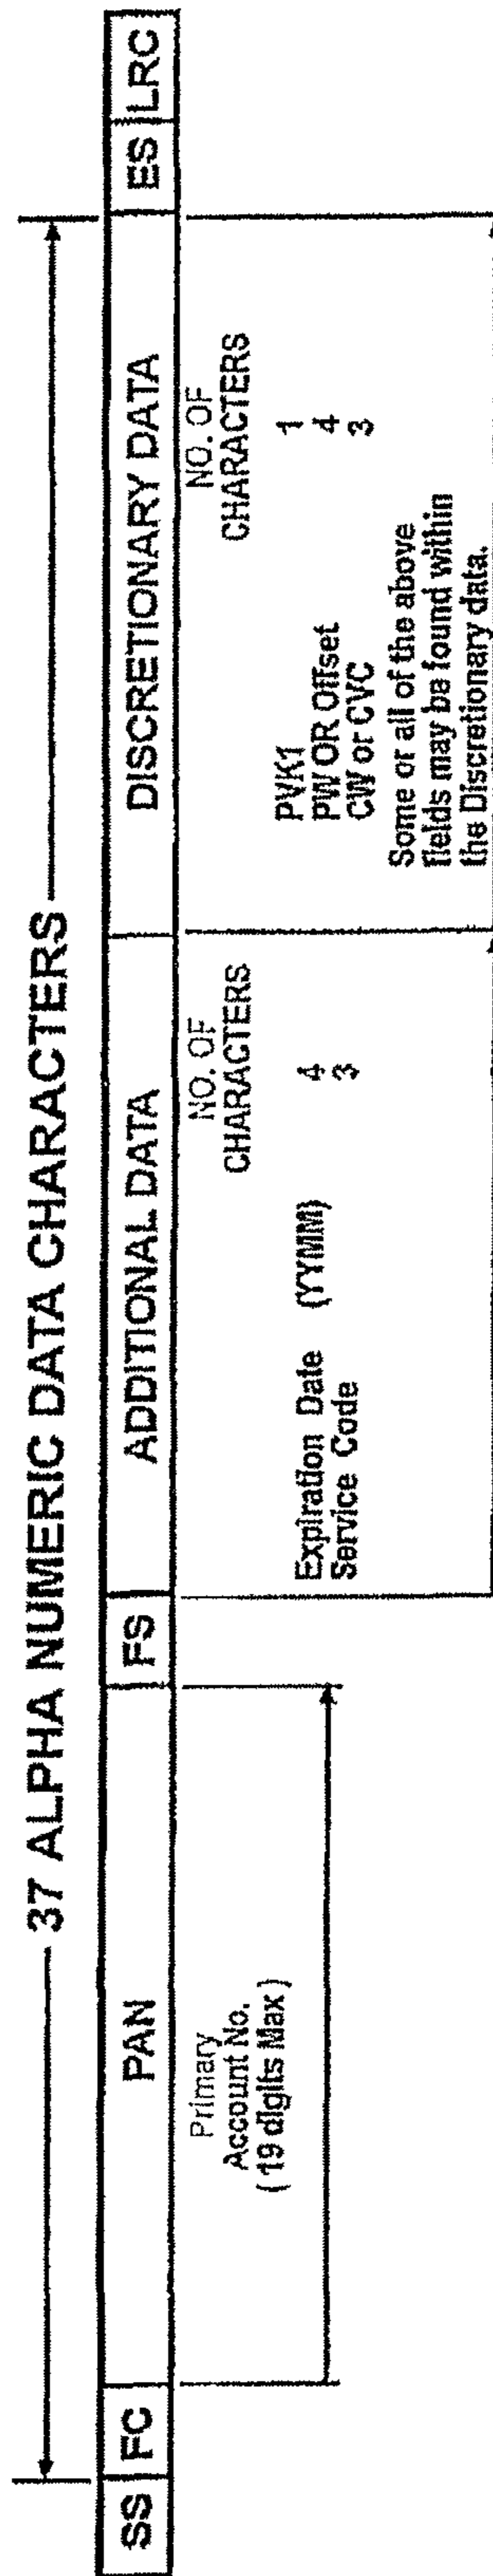 37 ALPHA NUMERIC DATA CHARACTERS
SS FC PAN FS ADDITIONAL DATA DISCRETIONARY DATA ES LRC
Primary
Account No.
( 19 digits Max )
NO. OF
CHARACTERS
Expiration Date (YYMM) 4
Service Code 3
NO. OF
CHARACTERS
PVK1 1
PW OR Offset 4
CW or CVC 3
Some or all of the above
fields may be found within
the Discretionary data.